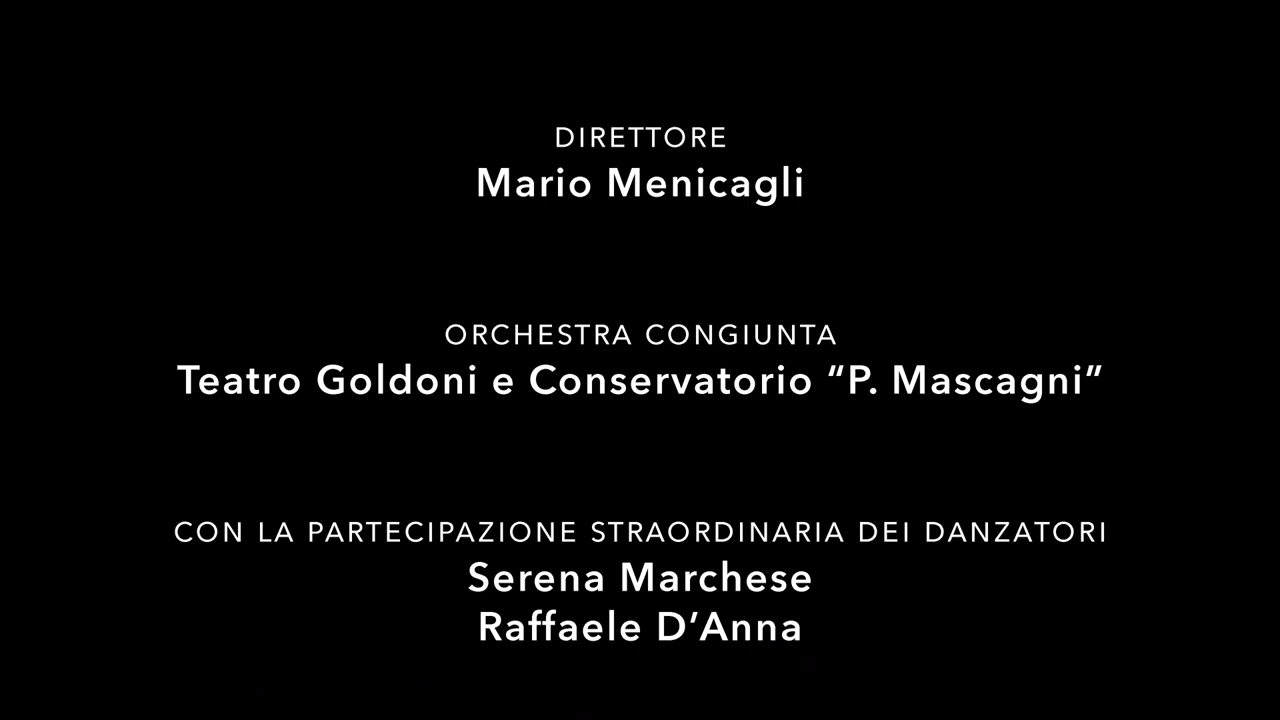 DIRETTORE
Mario Menicagli
ORCHESTRA CONGIUNTA
Teatro Goldoni e Conservatorio “P. Mascagni”
CON LA PARTECIPAZIONE STRAORDINARIA DEI DANZATORI
Serena Marchese
Raffaele D’Anna